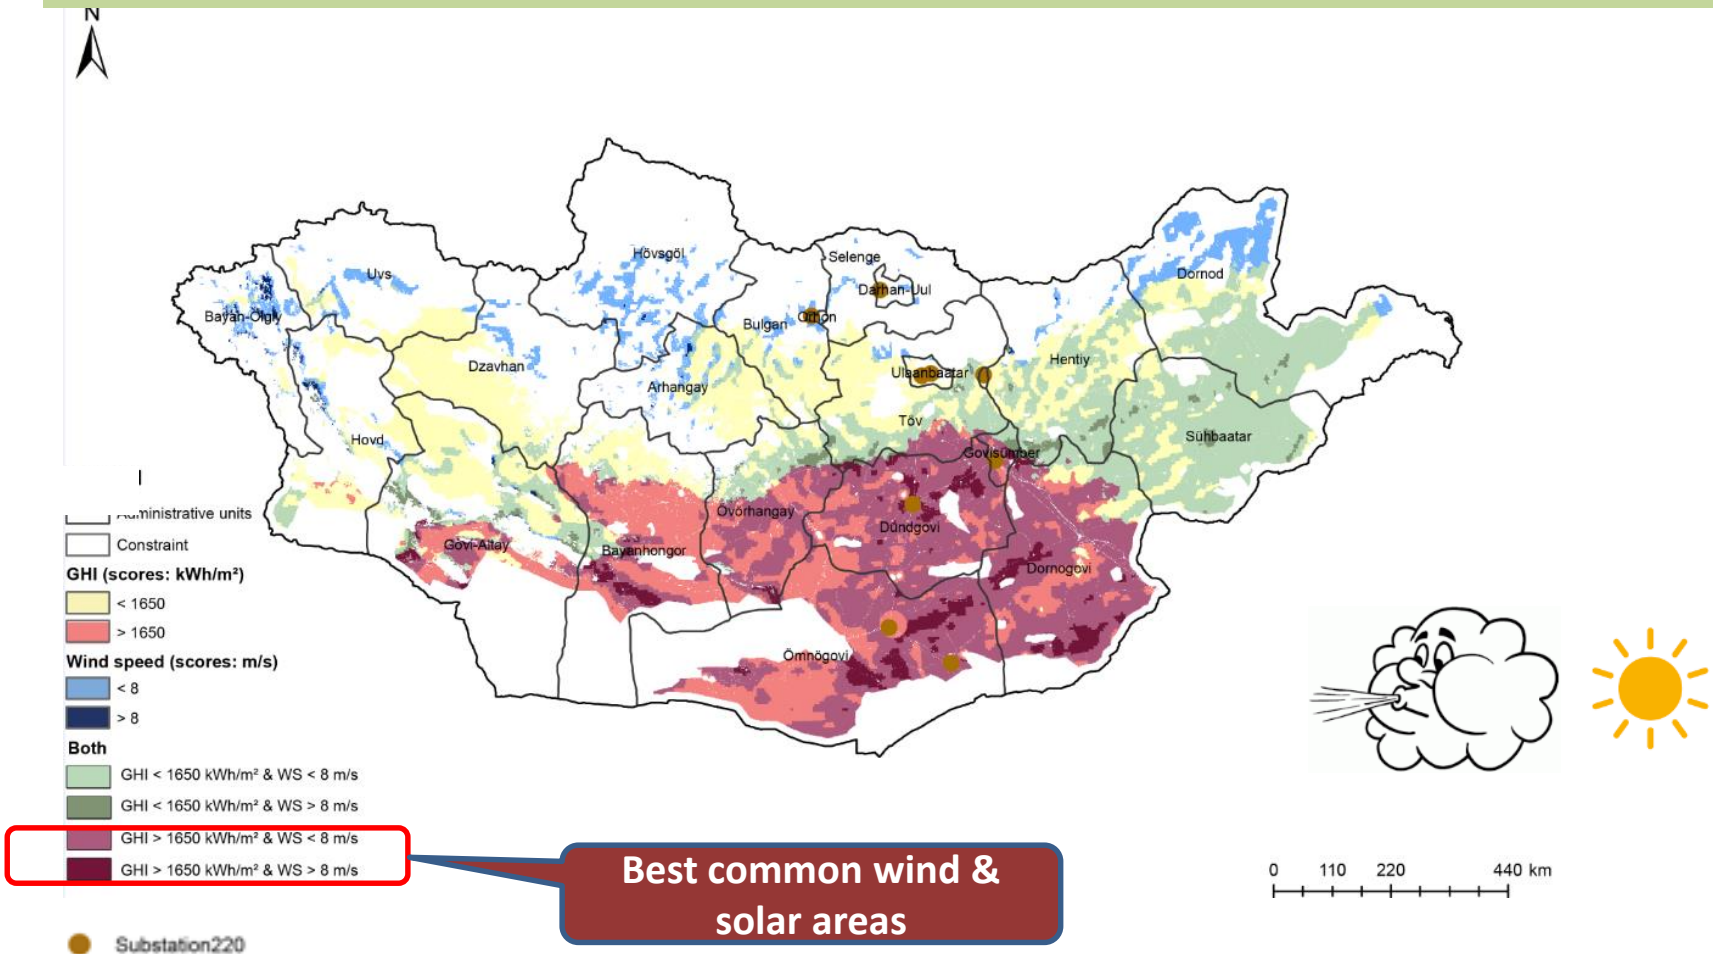 N
Hövsgöl
Selenge
Uvs
Dornod
Darhan-Uul
Bayan-Ölgiy
Bulgan
Orhon
Dzavhan
Ulaanbaatar
Hentiy
Arhangay
Töv
Hovd
Sühbaatar
Govisümber
Övörhangay
Dundgovi
Govi-Altay
Bayanhongor
Dornogovi
Ömnögovi
Administrative units
Constraint
GHI (scores: kWh/m²)
< 1650
> 1650
Wind speed (scores: m/s)
< 8
> 8
Both
GHI < 1650 kWh/m² & WS < 8 m/s
GHI < 1650 kWh/m² & WS > 8 m/s
GHI > 1650 kWh/m² & WS < 8 m/s
GHI > 1650 kWh/m² & WS > 8 m/s
Best common wind &
solar areas
0 110 220 440 km
Substation220